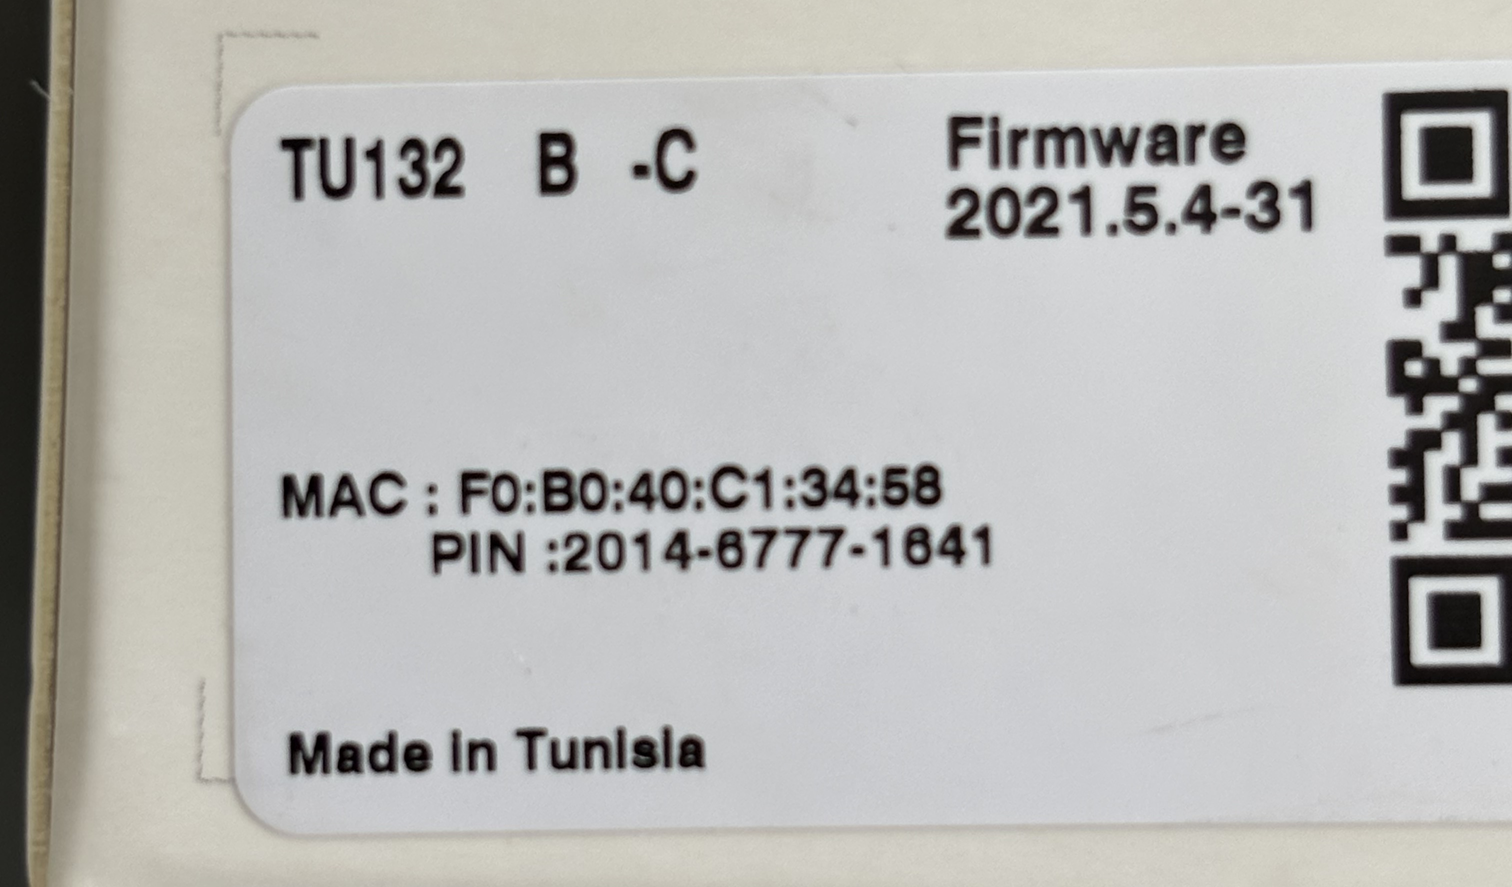 TU132 B -C
Firmware
2021.5.4-31
MAC : F0:B0:40:C1:34:58
PIN :2014-6777-1641
Made in Tunisia